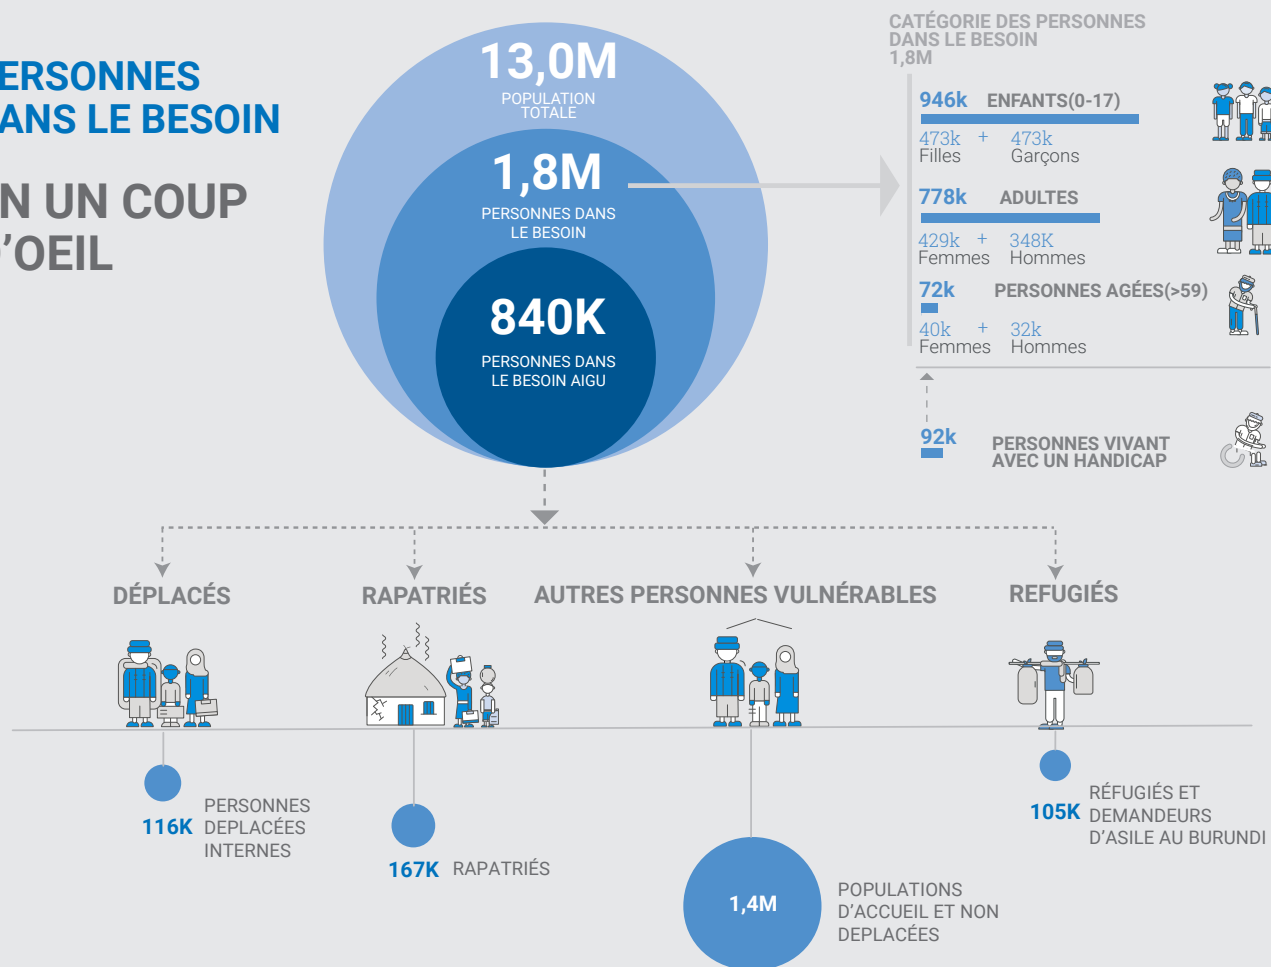 ERSONNES
ANS LE BESOIN
N UN COUP
'OEIL
13,0M
POPULATION
TOTALE
1,8M
PERSONNES DANS
LE BESOIN
840K
PERSONNES DANS
LE BESOIN AIGU
CATÉGORIE DES PERSONNES
DANS LE BESOIN
1,8M
946k ENFANTS(0-17)
473k + 473k
Filles Garçons
778k ADULTES
429k + 348K
Femmes Hommes
72k PERSONNES AGÉES(>59)
40k + 32k
Femmes Hommes
92k PERSONNES VIVANT
AVEC UN HANDICAP
DÉPLACÉS
RAPATRIÉS
AUTRES PERSONNES VULNÉRABLES
REFUGIÉS
116K PERSONNES
DEPLACÉES
INTERNES
167K RAPATRIÉS
1,4M
POPULATIONS
D'ACCUEIL ET NON
DEPLACÉES
105K RÉFUGIÉS ET
DEMANDEURS
D'ASILE AU BURUNDI